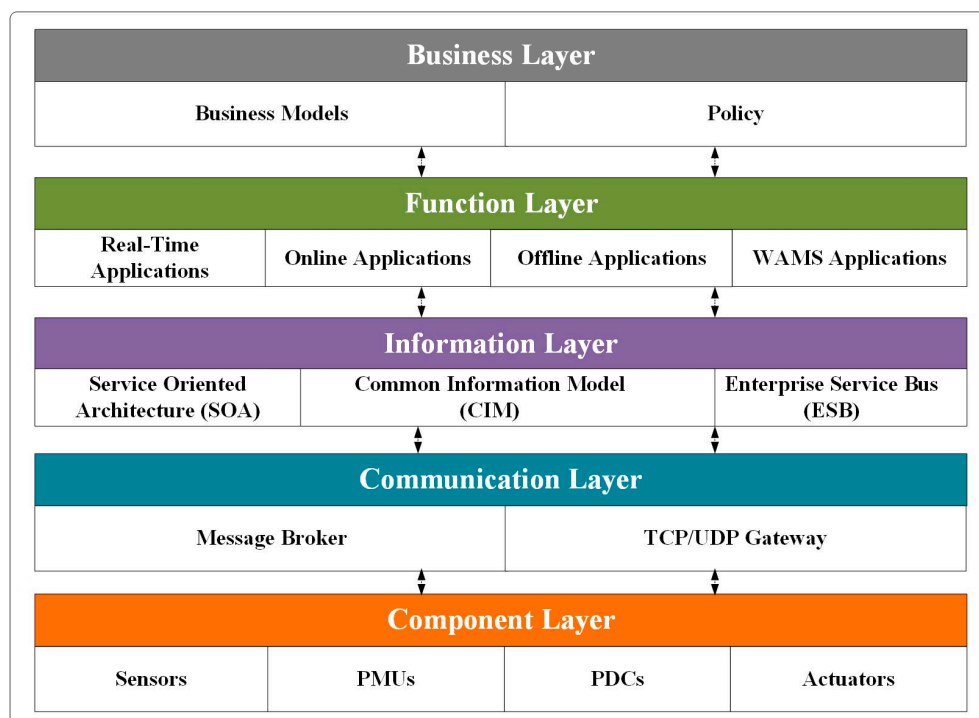 Business Layer
Business Models
Policy
Function Layer
Real-Time
Applications
Online Applications
Offline Applications
WAMS Applications
Information Layer
Service Oriented
Architecture (SOA)
Common Information Model
(CIM)
Enterprise Service Bus
(ESB)
Communication Layer
Message Broker
TCP/UDP Gateway
Component Layer
Sensors
PMUs
PDCs
Actuators